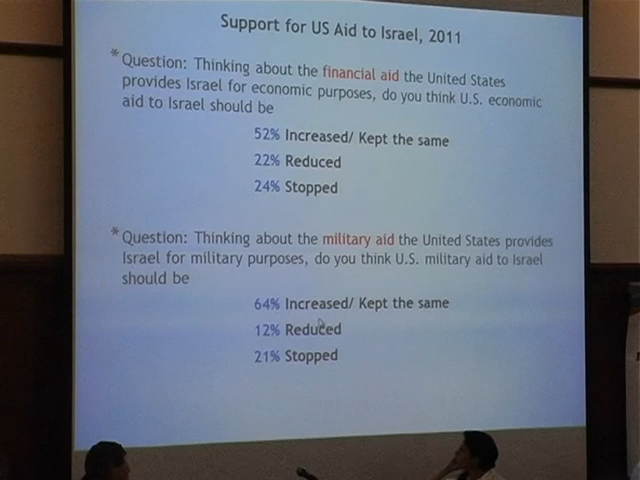 Support for US Aid to Israel, 2011
* Question: Thinking about the financial aid the United States
provides Israel for economic purposes, do you think U.S. economic
aid to Israel should be
52% Increased/ Kept the same
22% Reduced
24% Stopped
* Question: Thinking about the military aid the United States provides
Israel for military purposes, do you think U.S. military aid to Israel
should be
64% Increased/ Kept the same
12% Reduced
21% Stopped